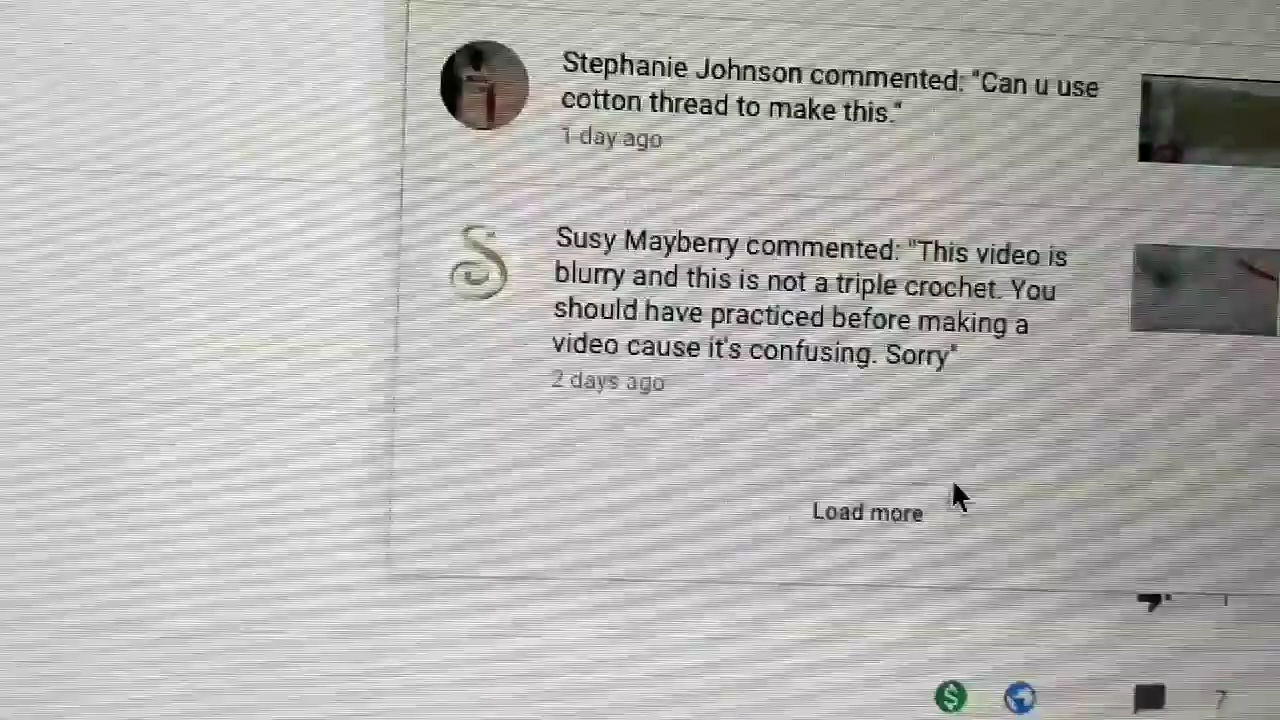 Stephanie Johnson commented: "Can u use
cotton thread to make this."
1 day ago
Susy Mayberry commented: "This video is
blurry and this is not a triple crochet. You
should have practiced before making a
video cause it's confusing. Sorry"
2 days ago
Load more
7